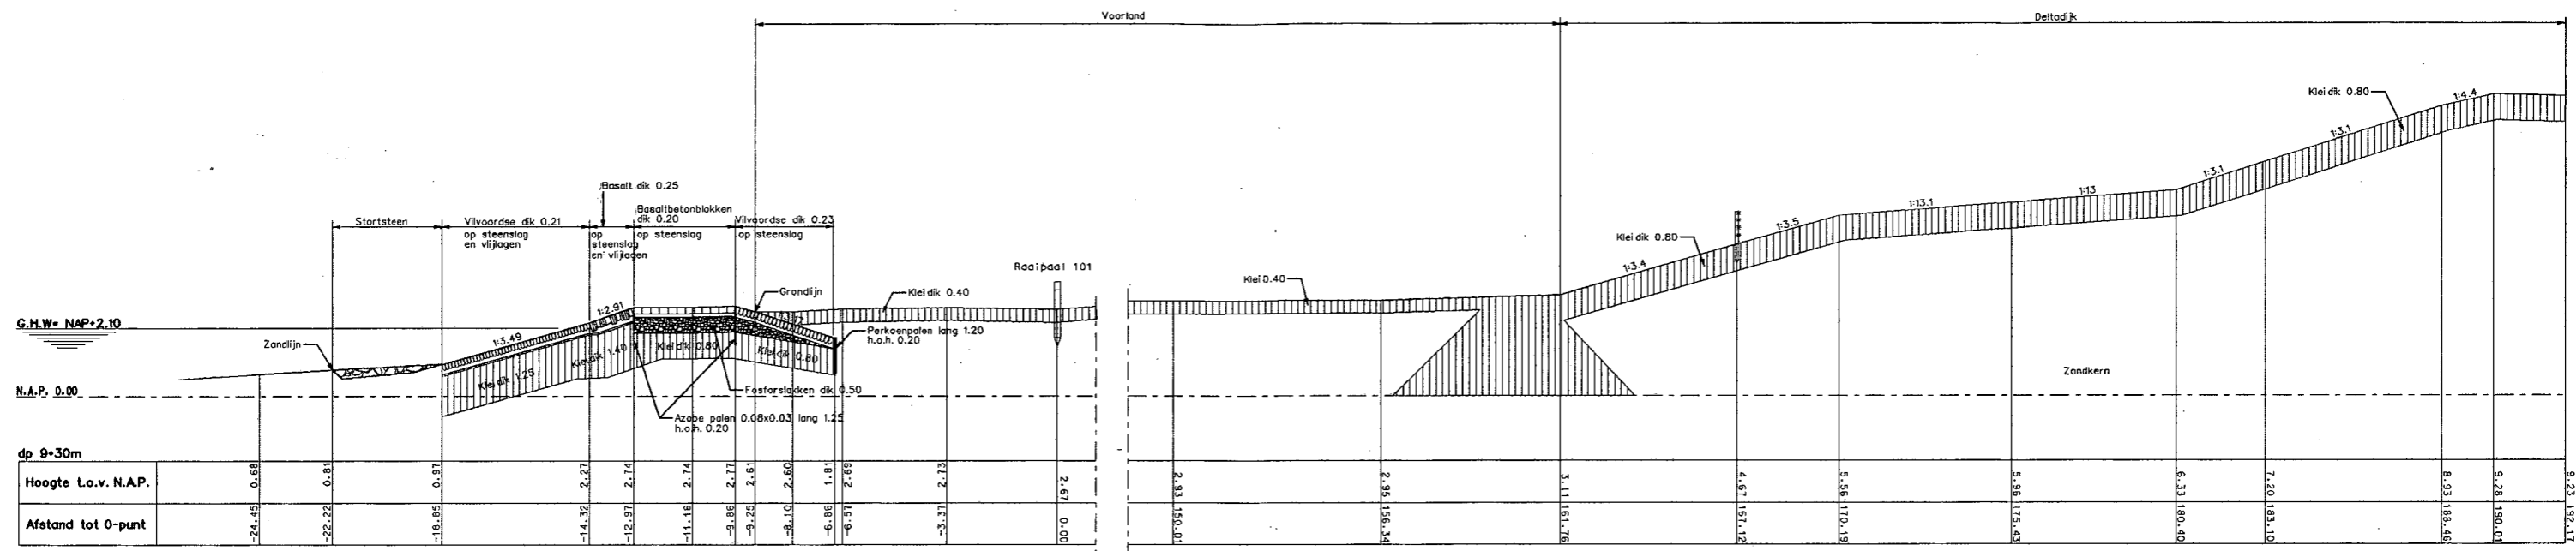 Voorland
Deltadijk
Klei dik 0.80
1:4.4
1:3.1
1:3.1
1:13
1:13.1
1:3.5
Klei dik 0.80
1:3.4
Basalt dik 0.25
Stortsteen
Vilvoordse dik 0.21
op steenslag
en vlijlagen
op
steenslag
en vlijlagen
Basaltbetonblokken
dik 0.20
op steenslag
Vilvoordse dik 0.23
op steenslag
Raaipaal 101
Klei 0.40
Grondlijn
Klei dik 0.40
G.H.W= NAP+2.10
1:2.91
1:3.49
Perkoenpalen lang 1.20
h.o.h. 0.20
Zandlijn
Klei dik 1.25
Klei dik 1.40
Klei dik 0.80
Klei dik 0.80
Fosforslakken dik 0.50
Zandkern
N.A.P. 0.00
Azobe palen 0.08x0.03 lang 1.25
h.o.h. 0.20
dp 9+30m
Hoogte t.o.v. N.A.P. 0.68 0.81 0.97 2.27 2.74 2.74 2.77 2.61 2.60 1.81 2.69 2.73 2.67 2.93 2.95 3.11 4.67 5.56 5.96 6.33 7.20 8.93 9.28 9.23
Afstand tot 0-punt -24.45 -22.22 -18.85 -14.32 -12.97 -11.16 -9.86 -9.25 -8.10 -6.86 -6.57 -3.37 0.00 150.01 156.34 161.76 167.12 170.19 175.43 180.40 183.10 188.46 190.01 192.17